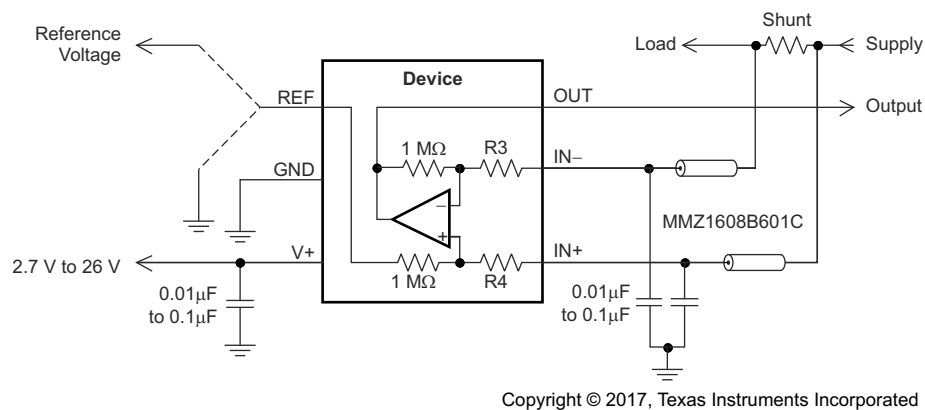 Reference
Voltage
Shunt
Load
Supply
Device
REF
OUT
Output
1 MΩ
R3
IN–
GND
–
+
MMZ1608B601C
V+
IN+
2.7 V to 26 V
1 MΩ
R4
0.01μF
to 0.1μF
0.01μF
to 0.1μF
Copyright © 2017, Texas Instruments Incorporated